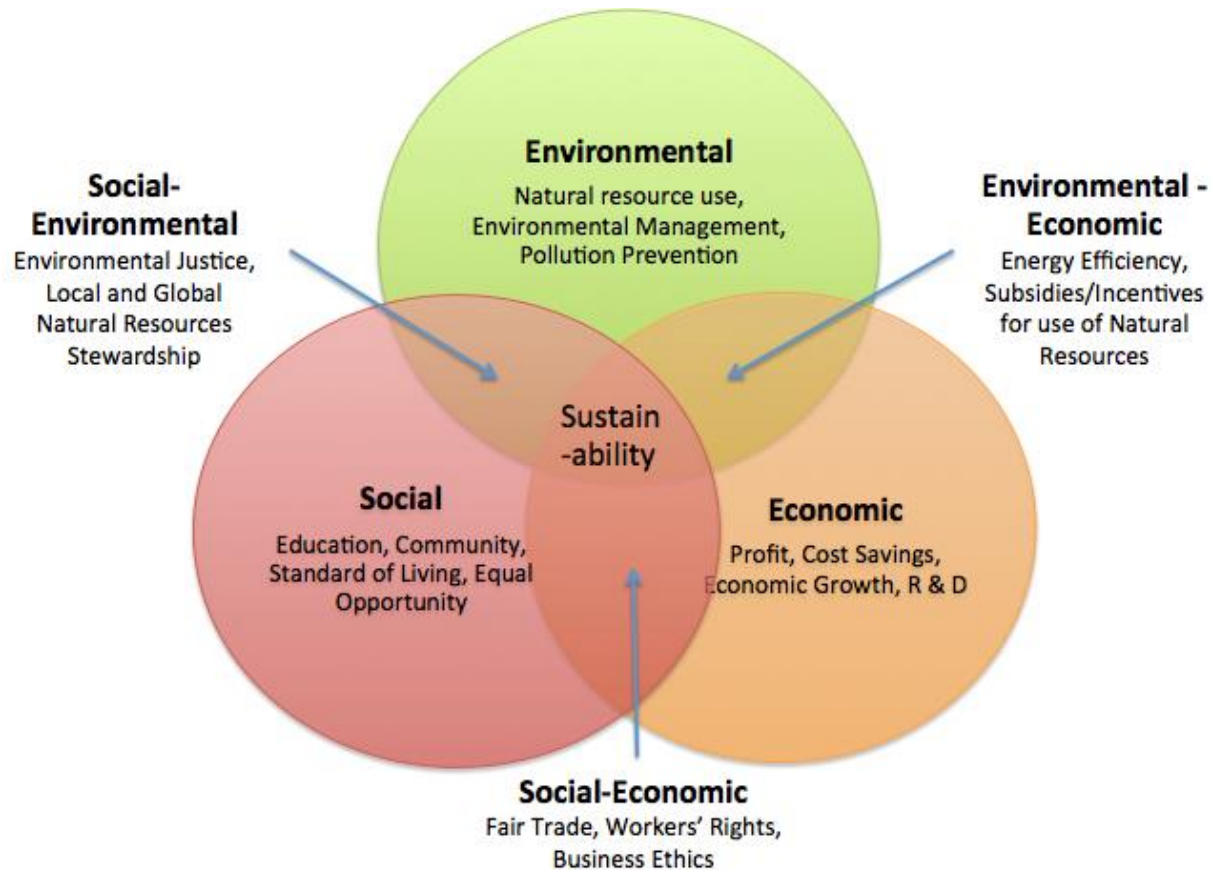 Environmental
Natural resource use,
Environmental Management,
Pollution Prevention
Social-
Environmental
Environmental Justice,
Local and Global
Natural Resources
Stewardship
Environmental -
Economic
Energy Efficiency,
Subsidies/Incentives
for use of Natural
Resources
Sustain
-ability
Social
Education, Community,
Standard of Living, Equal
Opportunity
Economic
Profit, Cost Savings,
Economic Growth, R & D
Social-Economic
Fair Trade, Workers’ Rights,
Business Ethics